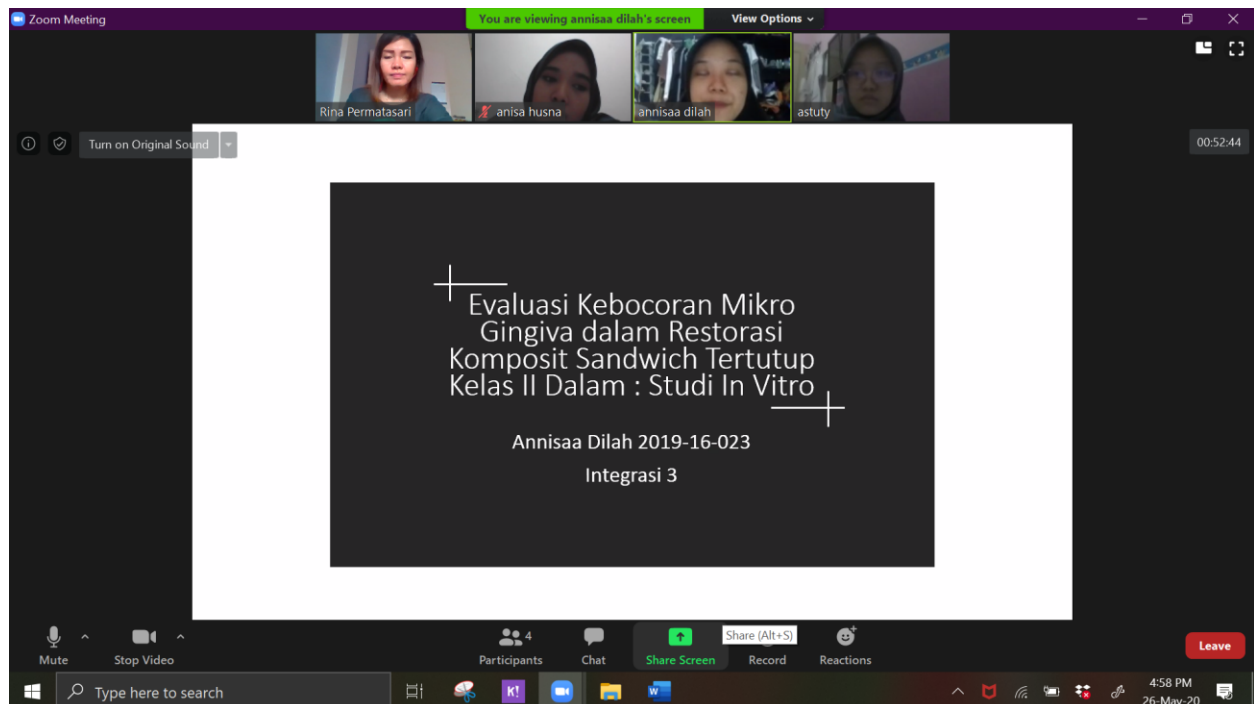 Zoom Meeting
You are viewing annisaa dilah's screen
View Options
Rina Permatasari
anisa husna
annisaa dilah
astuty
Turn on Original Sound
00:52:44
Evaluasi Kebocoran Mikro
Gingiva dalam Restorasi
Komposit Sandwich Tertutup
Kelas II Dalam : Studi In Vitro
Annisaa Dilah 2019-16-023
Integrasi 3
4
Share (Alt+S)
Mute
Stop Video
Participants
Chat
Share Screen
Record
Reactions
Leave
Type here to search
K!
W
4:58 PM
26-May-20